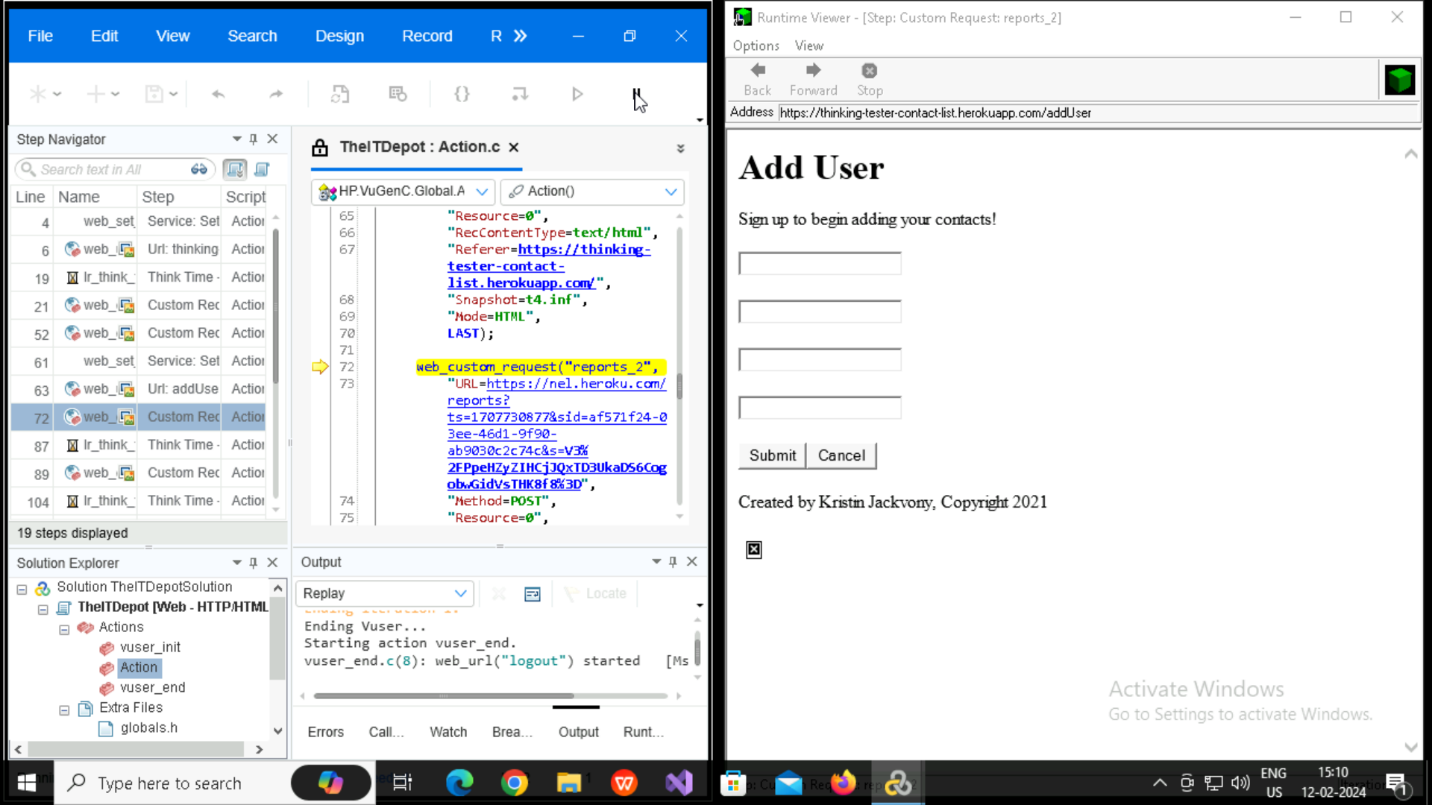 File Edit View Search Design Record R »
Step Navigator
Search text in All
Line Name Step Script
4 web_set_ Service: Set Action
6 web_ Url: thinking Action
19 lr_think_ Think Time - Action
21 web_ Custom Rec Action
52 web_ Custom Rec Action
61 web_set_ Service: Set Action
63 web_ Url: addUse Action
72 web_ Custom Rec Action
87 lr_think_ Think Time - Action
89 web_ Custom Rec Action
104 lr_think_ Think Time - Action
19 steps displayed
Solution Explorer
Solution TheITDepotSolution
TheITDepot [Web - HTTP/HTML
Actions
vuser_init
Action
vuser_end
Extra Files
globals.h
TheITDepot : Action.c
HP.VuGenC.Global.A Action()
65 "Resource=0",
66 "RecContentType=text/html",
67 "Referer=https://thinking-
tester-contact-
list.herokuapp.com/",
68 "Snapshot=t4.inf",
69 "Mode=HTML",
70 LAST);
71
72 web_custom_request("reports_2",
73 "URL=https://nel.heroku.com/
reports?
ts=1707730877&sid=af571f24-0
3ee-46d1-9f90-
ab9030c2c74c&s=V3%
2FPpeHZyZIHCjJQxTD3UkaDS6Cog
obwGidVsTHK8f8%3D",
74 "Method=POST",
75 "Resource=0",
Output
Replay Locate
Ending iteration 1.
Ending Vuser...
Starting action vuser_end.
vuser_end.c(8): web_url("logout") started [Ms
Errors Call... Watch Brea... Output Runt...
Runtime Viewer - [Step: Custom Request: reports_2]
Options View
Back Forward Stop
Address https://thinking-tester-contact-list.herokuapp.com/addUser
Add User
Sign up to begin adding your contacts!
Submit Cancel
Created by Kristin Jackvony, Copyright 2021
Activate Windows
Go to Settings to activate Windows.
Type here to search
ENG
US
15:10
12-02-2024
1